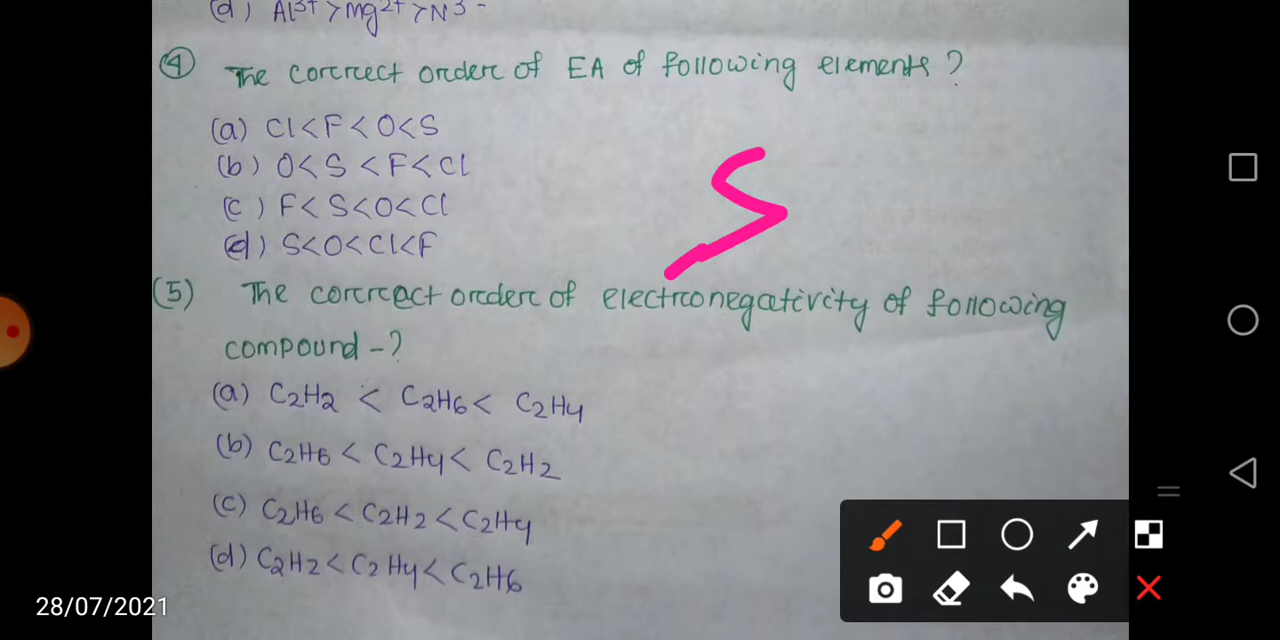 (d) Al3+ > Mg2+ > N3-
④ The correct order of EA of following elements ?
(a) Cl < F < O < S
(b) O < S < F < Cl
(c) F < S < O < Cl
(d) S < O < Cl < F
(5) The correct order of electronegativity of following
compound - ?
(a) C2H2 < C2H6 < C2H4
(b) C2H6 < C2H4 < C2H2
(c) C2H6 < C2H2 < C2H4
(d) C2H2 < C2H4 < C2H6
S
28/07/2021